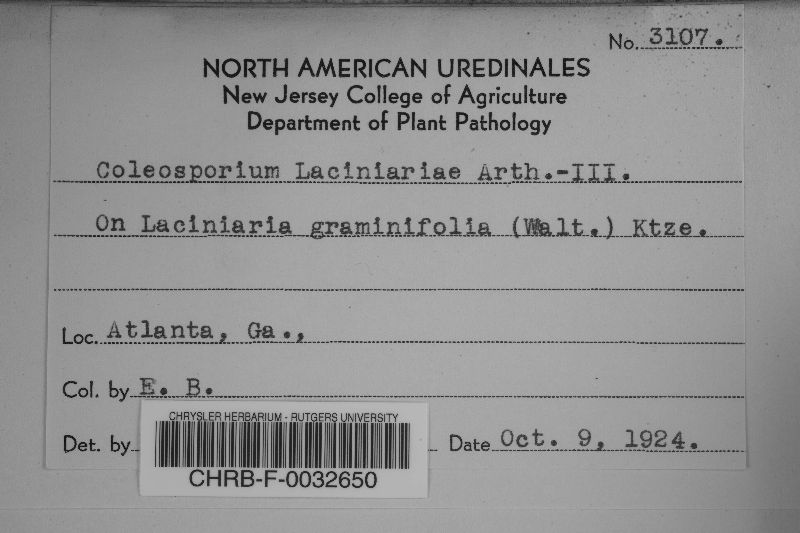 No. 3107.
NORTH AMERICAN UREDINALES
New Jersey College of Agriculture
Department of Plant Pathology
Coleosporium Laciniariae Arth.-III.
On Laciniaria graminifolia (Walt.) Ktze.
Loc. Atlanta, Ga.,
Col. by E. B.
Det. by Date Oct. 9, 1924.
CHRYSLER HERBARIUM - RUTGERS UNIVERSITY
CHRB-F-0032650